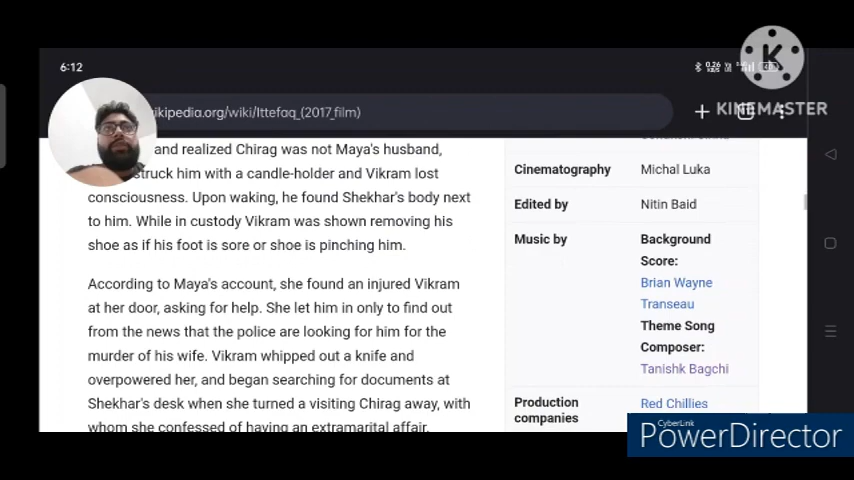 6:12
KINEMASTER
ikipedia.org/wiki/Ittefaq_(2017_film)
and realized Chirag was not Maya's husband,
struck him with a candle-holder and Vikram lost
consciousness. Upon waking, he found Shekhar's body next
to him. While in custody Vikram was shown removing his
shoe as if his foot is sore or shoe is pinching him.
According to Maya's account, she found an injured Vikram
at her door, asking for help. She let him in only to find out
from the news that the police are looking for him for the
murder of his wife. Vikram whipped out a knife and
overpowered her, and began searching for documents at
Shekhar's desk when she turned a visiting Chirag away, with
whom she confessed of having an extramarital affair.
Cinematography Michal Luka
Edited by Nitin Baid
Music by Background
Score:
Brian Wayne
Transeau
Theme Song
Composer:
Tanishk Bagchi
Production
companies
Red Chillies
CyberLink
PowerDirector